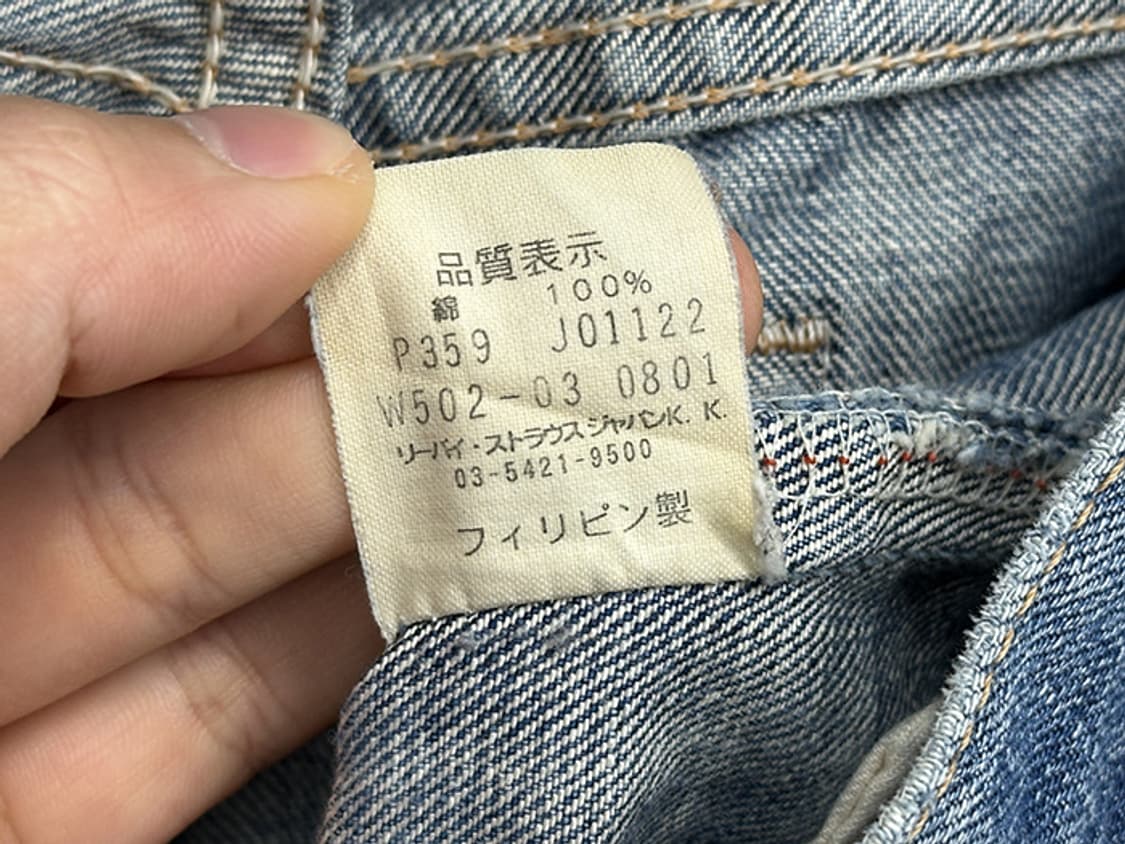 品質表示
綿 100%
P359 J01122
W502-03 0801
リーバイ・ストラウスジャパンK.K.
03-5421-9500
フィリピン製